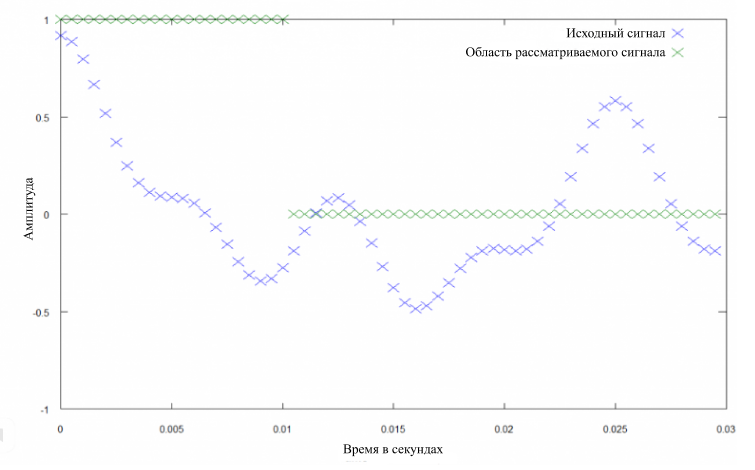 1
Исходный сигнал
Область рассматриваемого сигнала
0.5
Амплитуда
0
-0.5
-1
0 0.005 0.01 0.015 0.02 0.025 0.03
Время в секундах